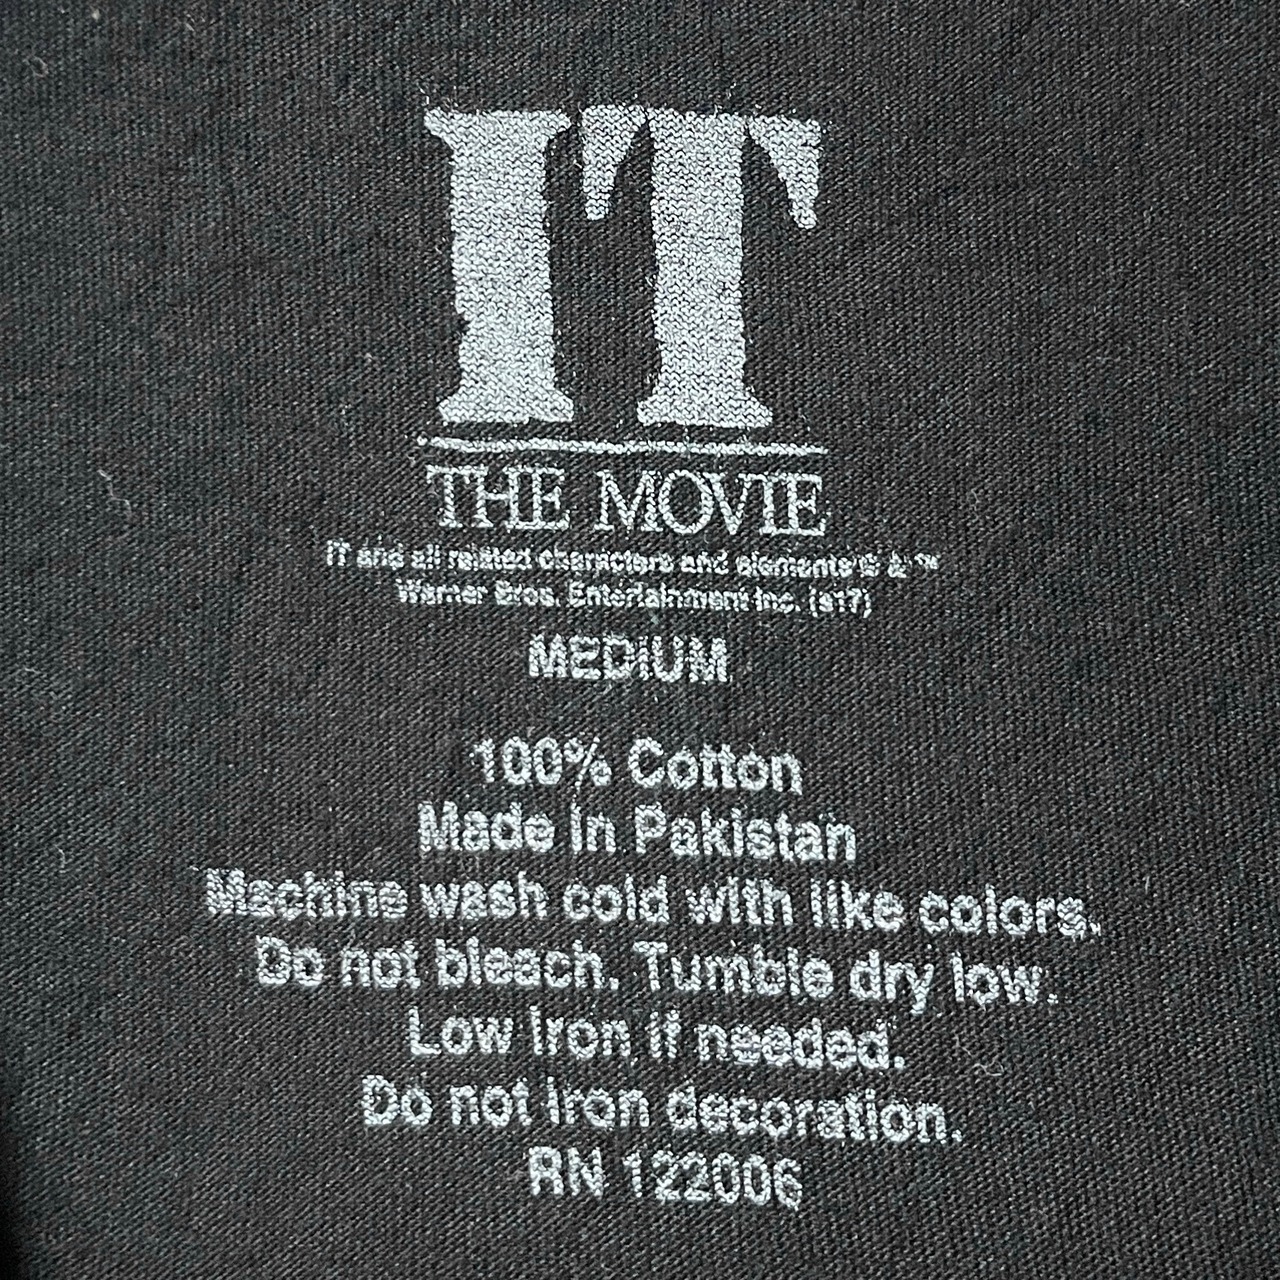 IT
THE MOVIE
IT and all related characters and elements © & ™
Warner Bros. Entertainment Inc. (s17)
MEDIUM
100% Cotton
Made in Pakistan
Machine wash cold with like colors.
Do not bleach. Tumble dry low.
Low iron if needed.
Do not iron decoration.
RN 122006